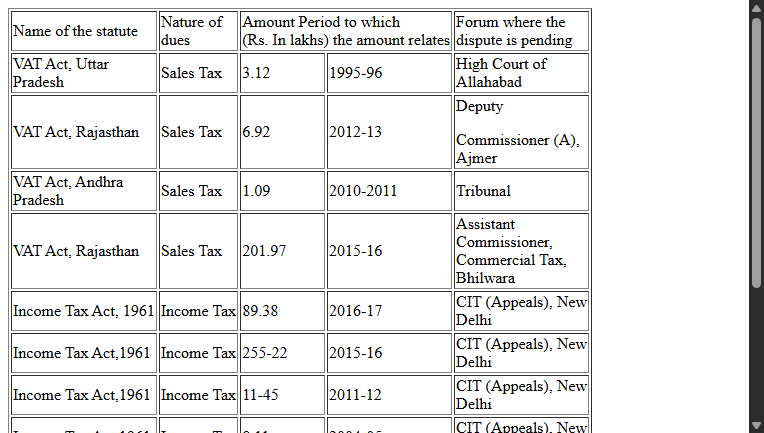 Name of the statute
Nature of
dues
Amount Period to which
(Rs. In lakhs) the amount relates
Forum where the
dispute is pending
VAT Act, Uttar
Pradesh
Sales Tax
3.12
1995-96
High Court of
Allahabad
VAT Act, Rajasthan
Sales Tax
6.92
2012-13
Deputy
Commissioner (A),
Ajmer
VAT Act, Andhra
Pradesh
Sales Tax
1.09
2010-2011
Tribunal
VAT Act, Rajasthan
Sales Tax
201.97
2015-16
Assistant
Commissioner,
Commercial Tax,
Bhilwara
Income Tax Act, 1961
Income Tax
89.38
2016-17
CIT (Appeals), New
Delhi
Income Tax Act,1961
Income Tax
255-22
2015-16
CIT (Appeals), New
Delhi
Income Tax Act,1961
Income Tax
11-45
2011-12
CIT (Appeals), New
Delhi
CIT (Appeals), New